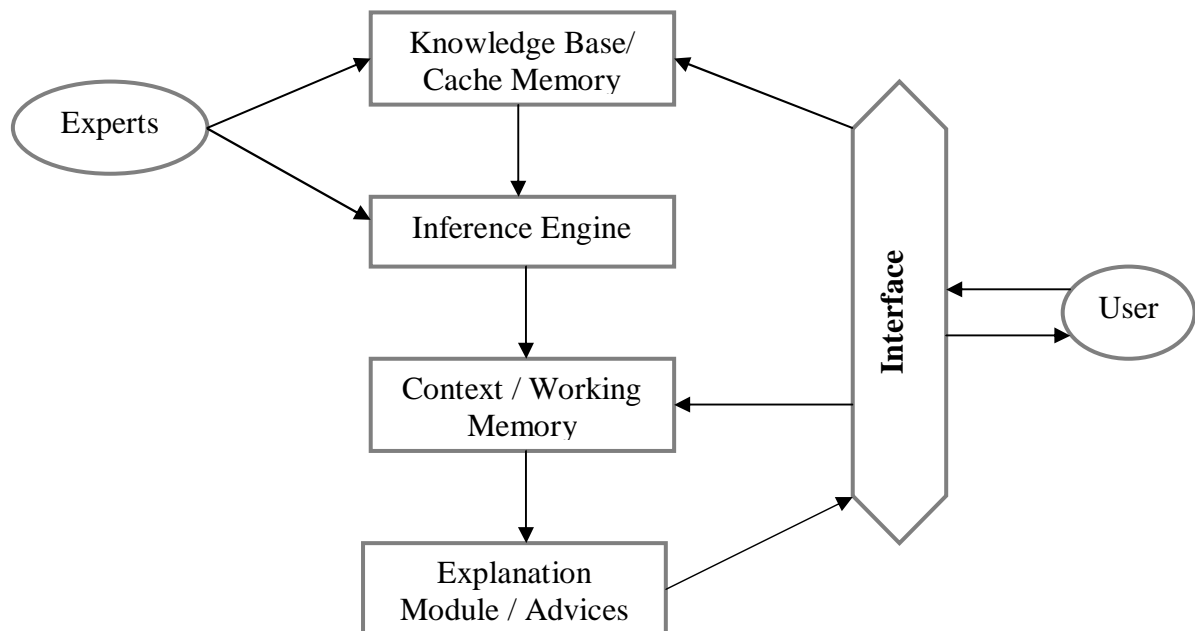 Knowledge Base/
Cache Memory
Experts
Inference Engine
Interface
User
Context / Working
Memory
Explanation
Module / Advices